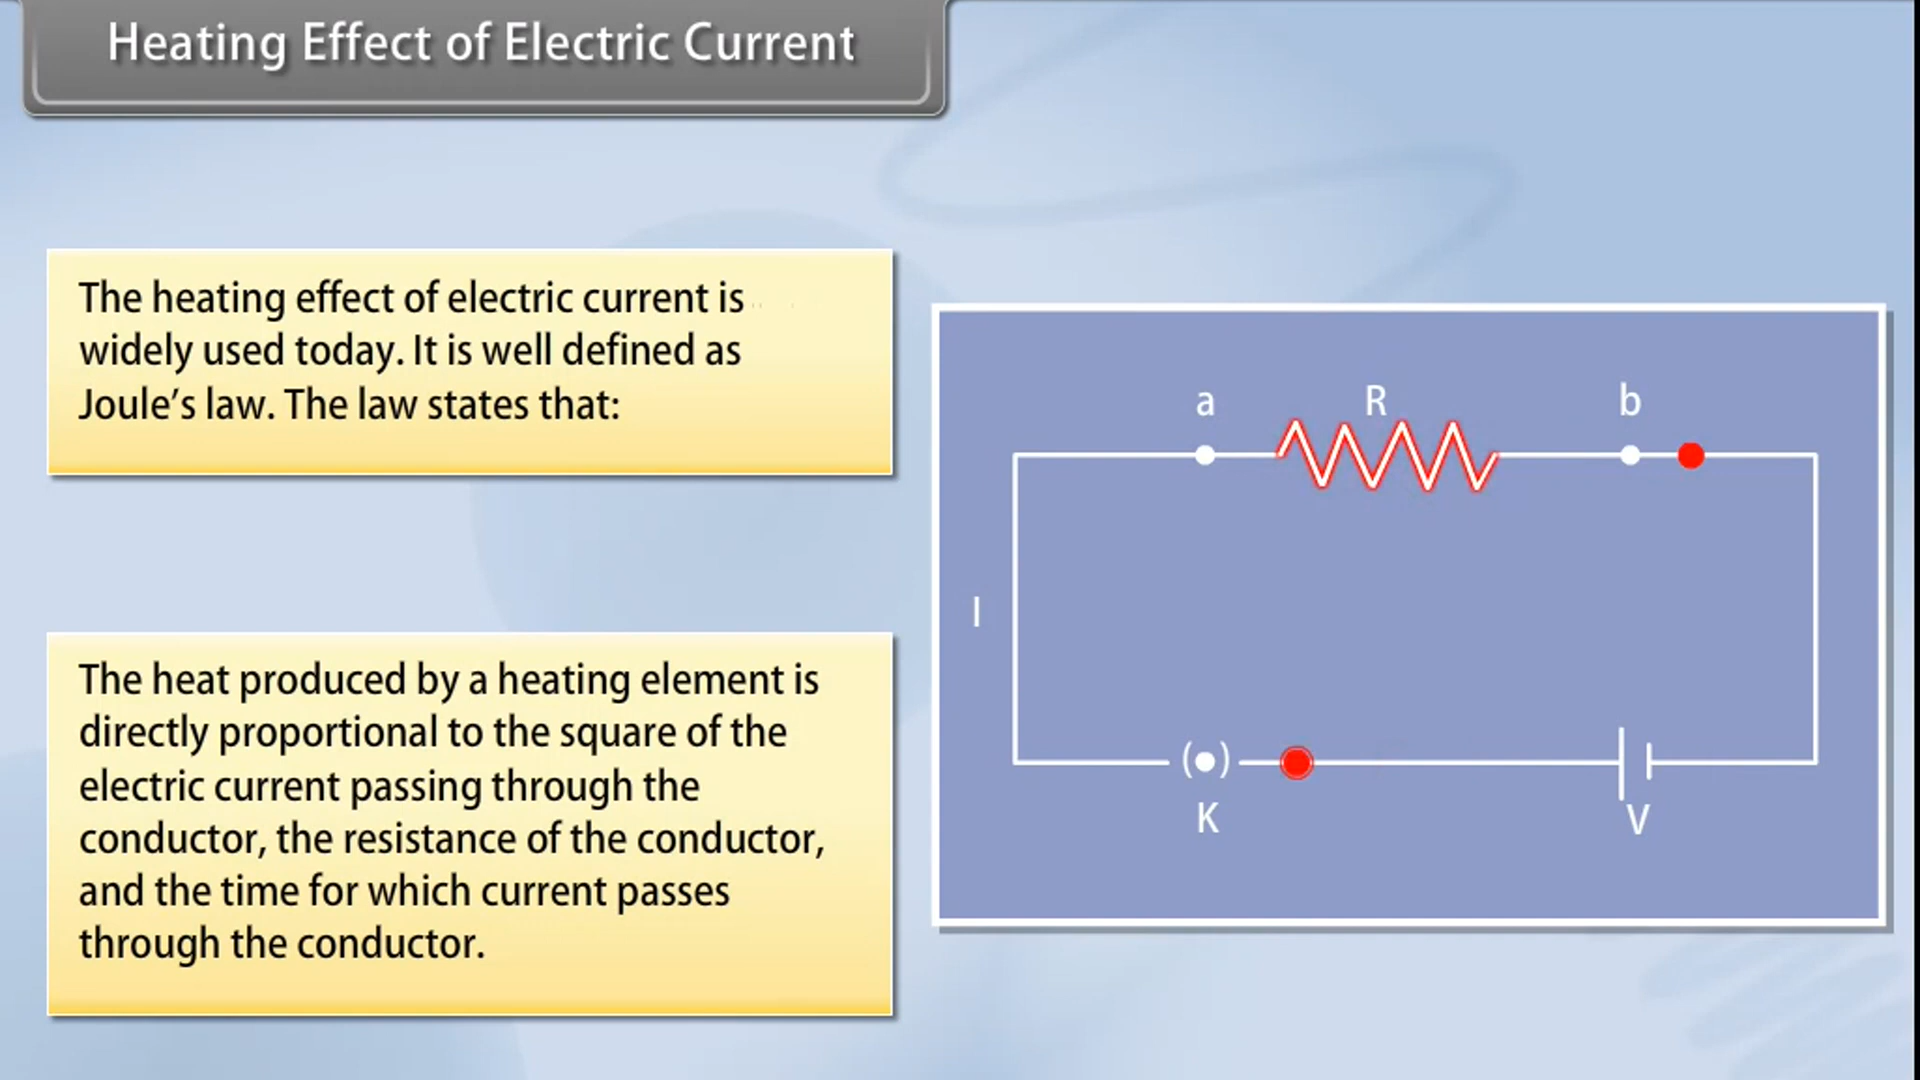 Heating Effect of Electric Current
The heating effect of electric current is
widely used today. It is well defined as
Joule’s law. The law states that:
The heat produced by a heating element is
directly proportional to the square of the
electric current passing through the
conductor, the resistance of the conductor,
and the time for which current passes
through the conductor.
a R b
I
K V